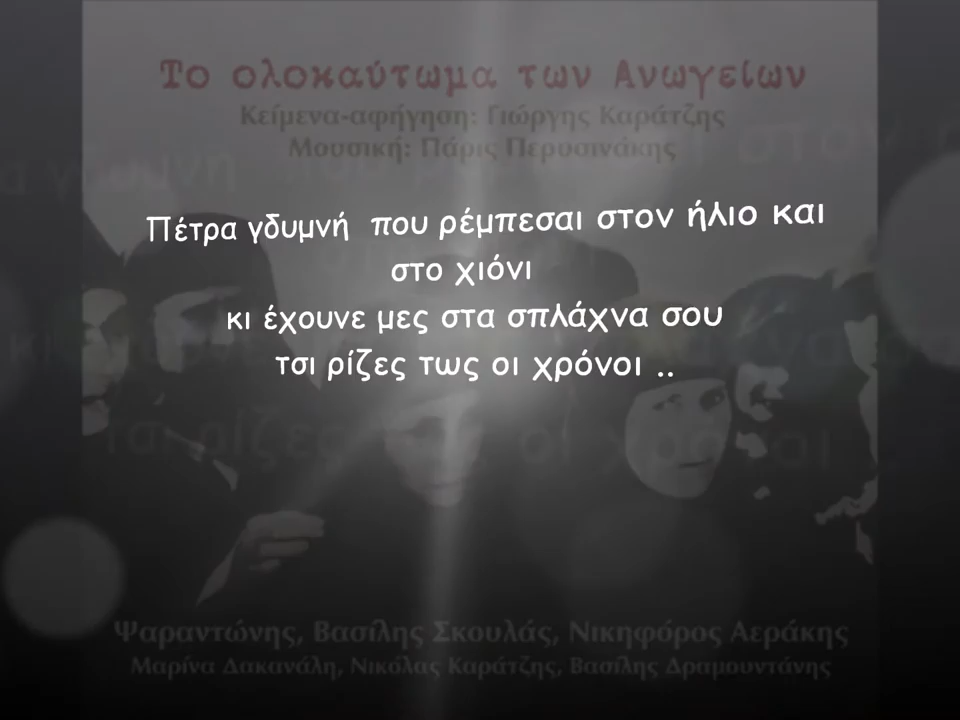 Το ολοκαύτωμα των Ανωγείων
Κείμενα-αφήγηση: Γιώργης Καράτζης
Μουσική: Πάρις Περυσινάκης
Πέτρα γδυμνή που ρέμπεσαι στον ήλιο και
στο χιόνι
κι έχουνε μες στα σπλάχνα σου
τσι ρίζες τως οι χρόνοι ..
Ψαραντώνης, Βασίλης Σκουλάς, Νικηφόρος Αεράκης
Μαρίνα Δακανάλη, Νικόλας Καράτζης, Βασίλης Δραμουντάνης